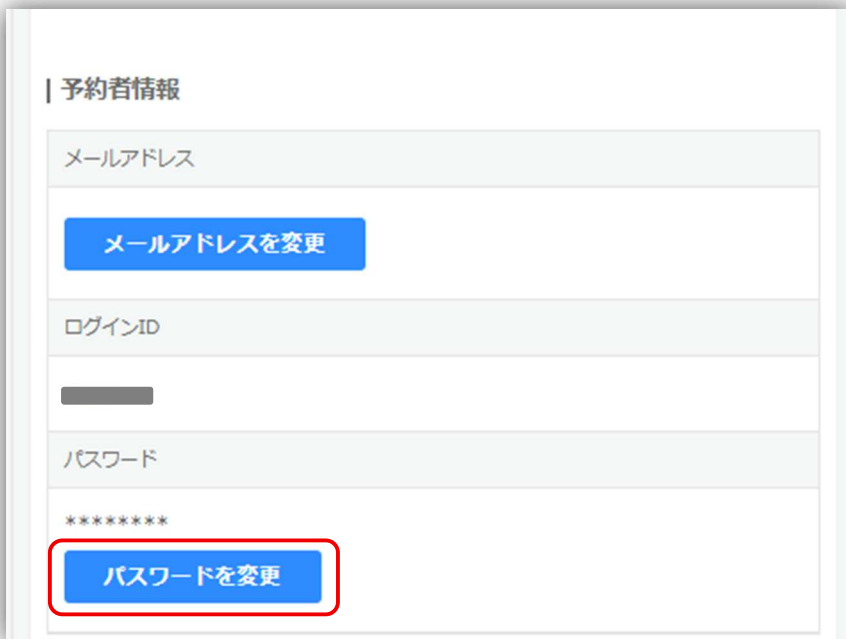 予約者情報
メールアドレス
メールアドレスを変更
ログインID
パスワード
********
パスワードを変更